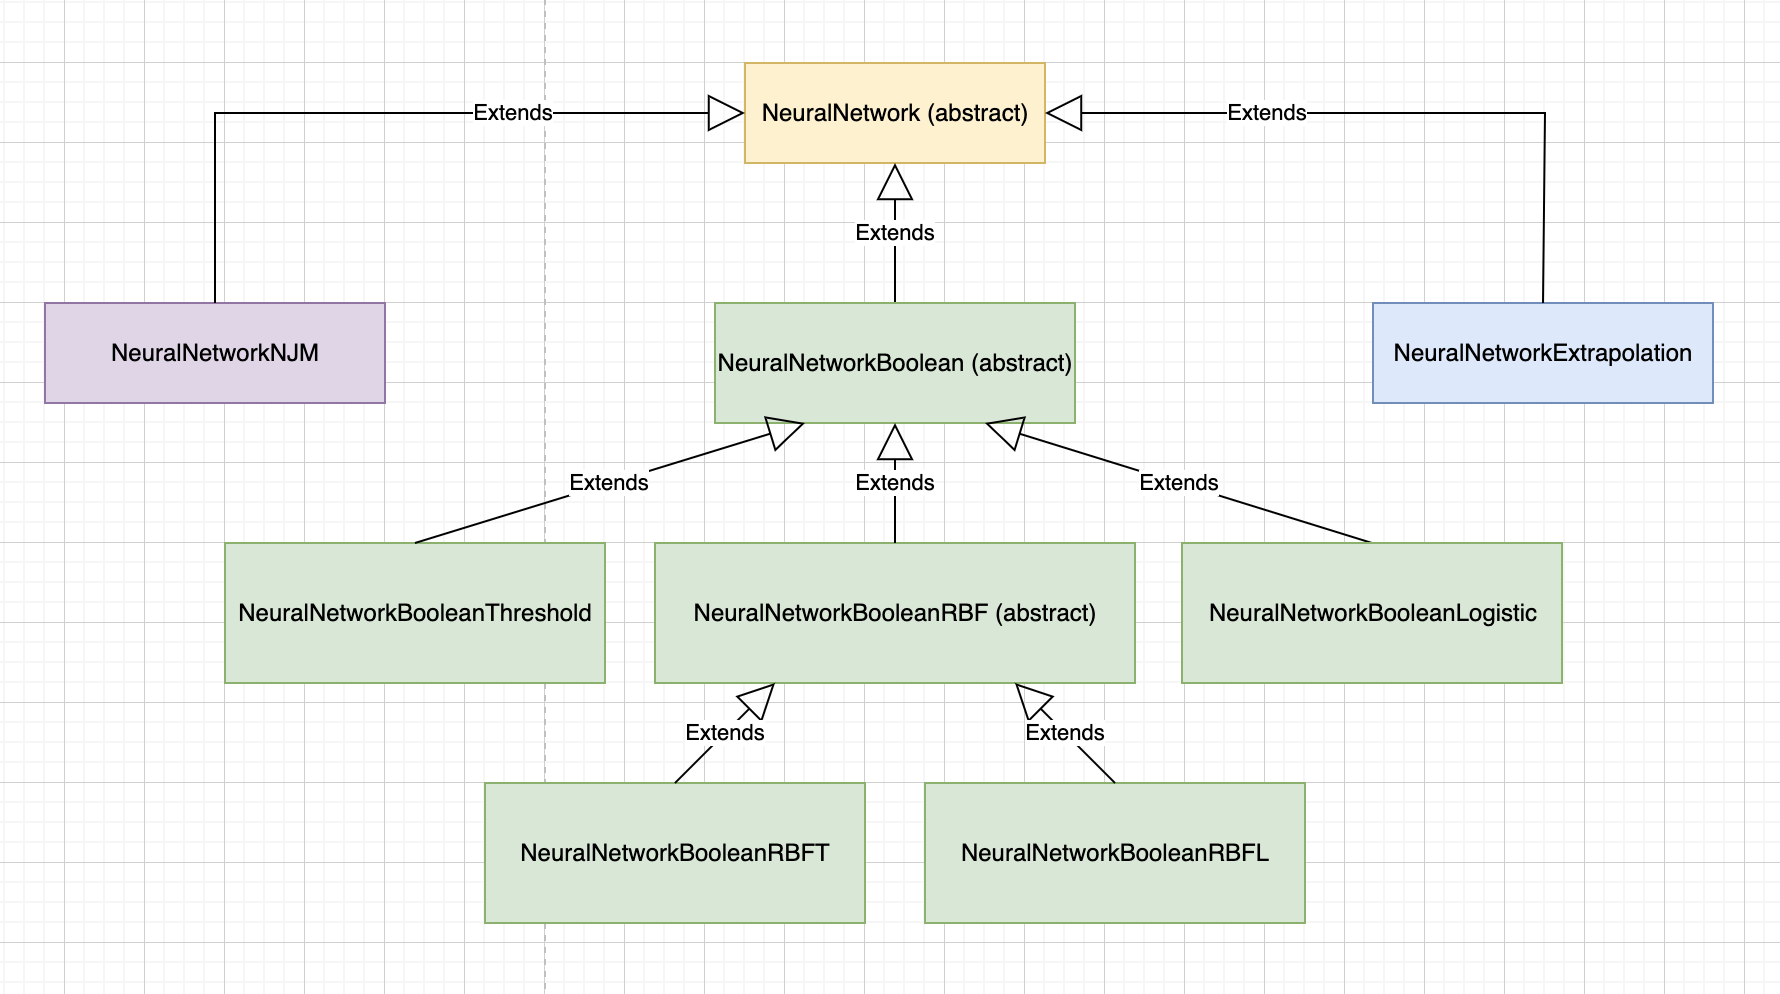 Extends
NeuralNetwork (abstract)
Extends
Extends
NeuralNetworkNJM
NeuralNetworkBoolean (abstract)
NeuralNetworkExtrapolation
Extends
Extends
Extends
NeuralNetworkBooleanThreshold
NeuralNetworkBooleanRBF (abstract)
NeuralNetworkBooleanLogistic
Extends
Extends
NeuralNetworkBooleanRBFT
NeuralNetworkBooleanRBFL